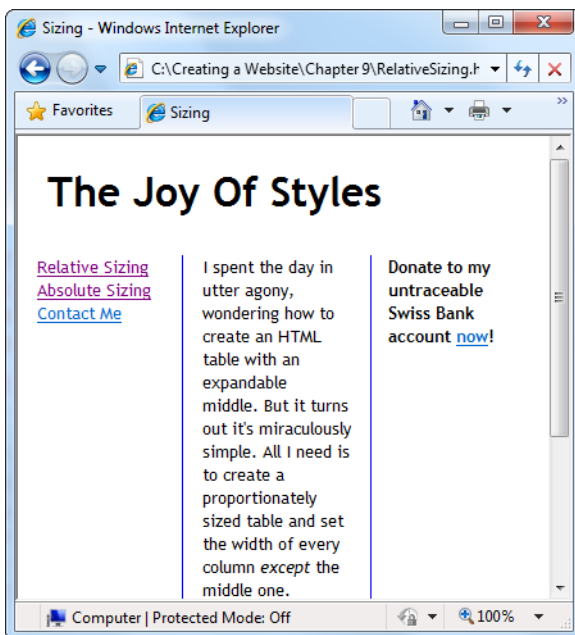 Sizing - Windows Internet Explorer
C:\Creating a Website\Chapter 9\RelativeSizing.h
Favorites
Sizing
»
The Joy Of Styles
Relative Sizing
Absolute Sizing
Contact Me
I spent the day in
utter agony,
wondering how to
create an HTML
table with an
expandable
middle. But it turns
out it's miraculously
simple. All I need is
to create a
proportionately
sized table and set
the width of every
column except the
middle one.
Donate to my
untraceable
Swiss Bank
account now!
Computer | Protected Mode: Off
100%